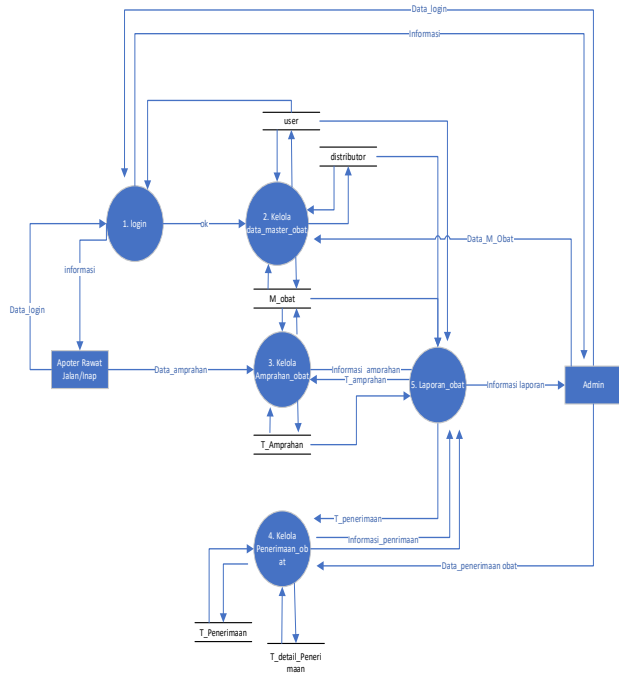 Data_login
Informasi
user
distributor
1. login
ok
2. Kelola
data_master_obat
Data_M_Obat
informasi
M_obat
Data_login
Apoter Rawat
Jalan/Inap
Data_amprahan
3. Kelola
Amprahan_obat
Informasi_amorahan
T_amprahan
5. Laporan_obat
Informasi laporan
Admin
T_Amprahan
T_penerimaan
4. Kelola
Penerimaan_ob
at
Informasi_penrimaan
Data_penerimaan obat
T_Penerimaan
T_detail_Peneri
maan